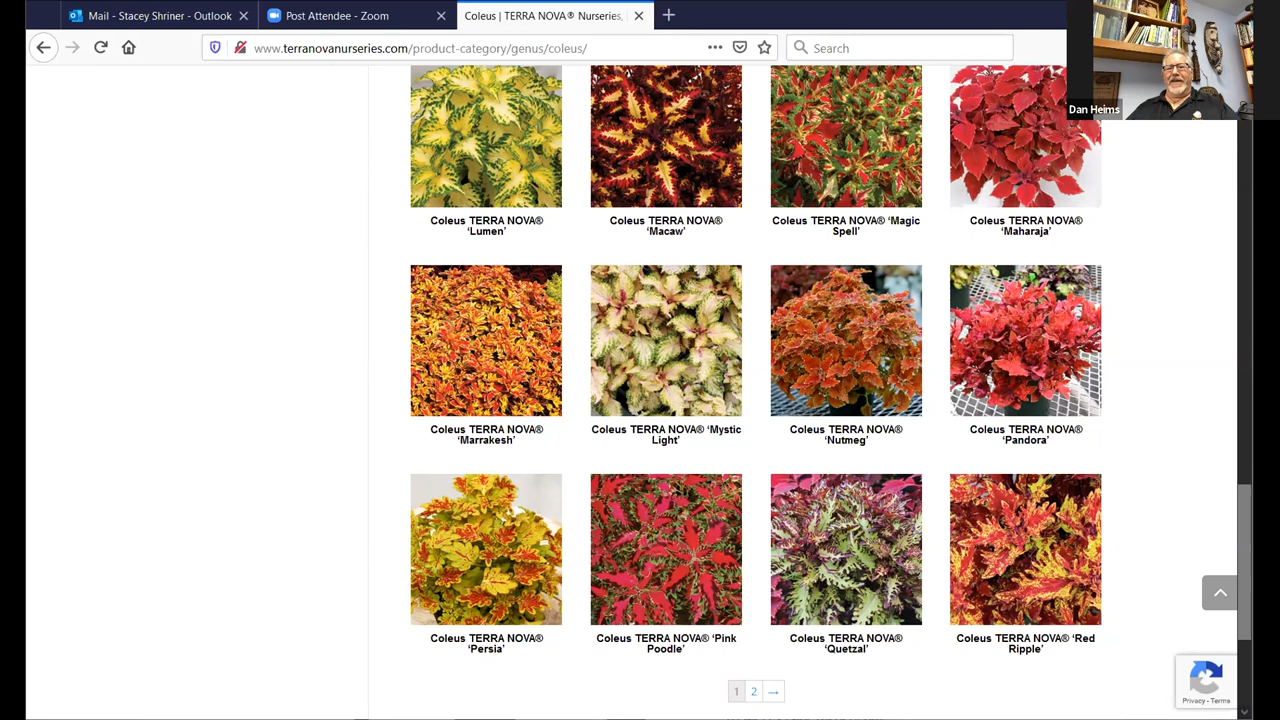 Mail - Stacey Shriner - Outlook
Post Attendee - Zoom
Coleus | TERRA NOVA® Nurseries,
www.terranovanurseries.com/product-category/genus/coleus/
Search
Dan Heims
Coleus TERRA NOVA®
‘Lumen’
Coleus TERRA NOVA®
‘Macaw’
Coleus TERRA NOVA® ‘Magic
Spell’
Coleus TERRA NOVA®
‘Maharaja’
Coleus TERRA NOVA®
‘Marrakesh’
Coleus TERRA NOVA® ‘Mystic
Light’
Coleus TERRA NOVA®
‘Nutmeg’
Coleus TERRA NOVA®
‘Pandora’
Coleus TERRA NOVA®
‘Persia’
Coleus TERRA NOVA® ‘Pink
Poodle’
Coleus TERRA NOVA®
‘Quetzal’
Coleus TERRA NOVA® ‘Red
Ripple’
1 2 →
Privacy - Terms